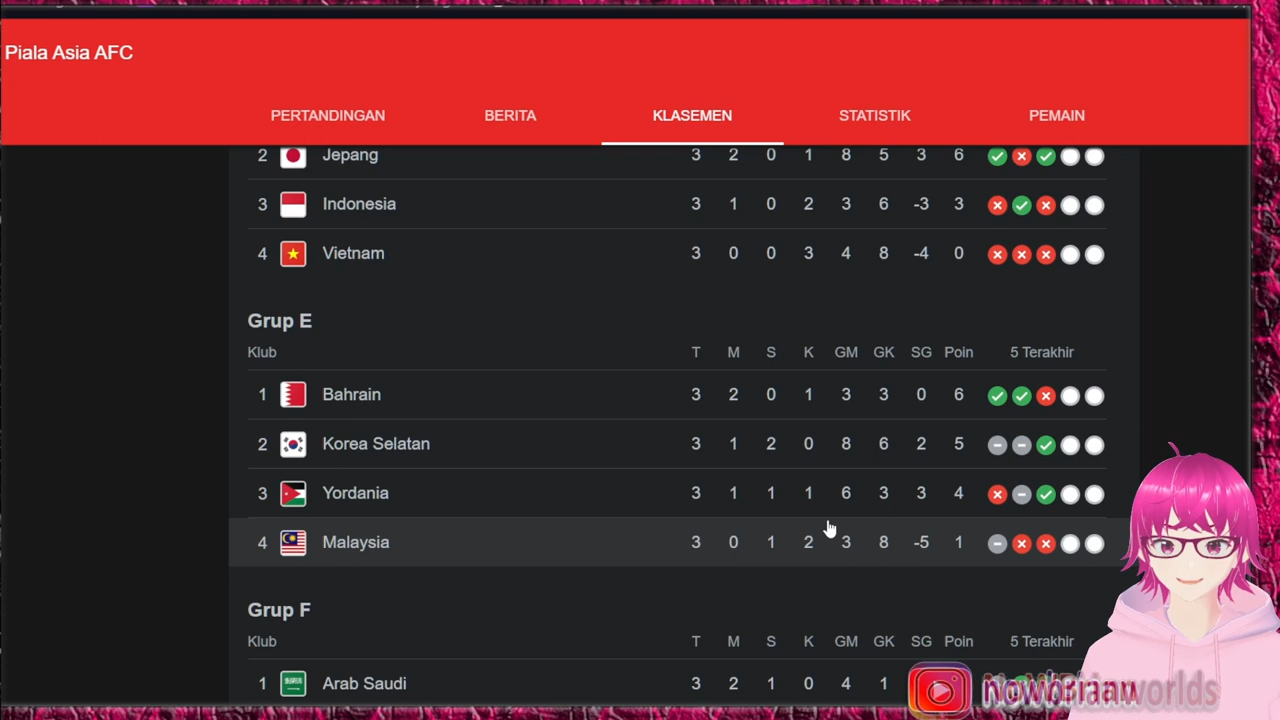 Piala Asia AFC
PERTANDINGAN BERITA KLASEMEN STATISTIK PEMAIN
2 Jepang 3 2 0 1 8 5 3 6
3 Indonesia 3 1 0 2 3 6 -3 3
4 Vietnam 3 0 0 3 4 8 -4 0
Grup E
Klub T M S K GM GK SG Poin 5 Terakhir
1 Bahrain 3 2 0 1 3 3 0 6
2 Korea Selatan 3 1 2 0 8 6 2 5
3 Yordania 3 1 1 1 6 3 3 4
4 Malaysia 3 0 1 2 3 8 -5 1
Grup F
Klub T M S K GM GK SG Poin 5 Terakhir
1 Arab Saudi 3 2 1 0 4 1